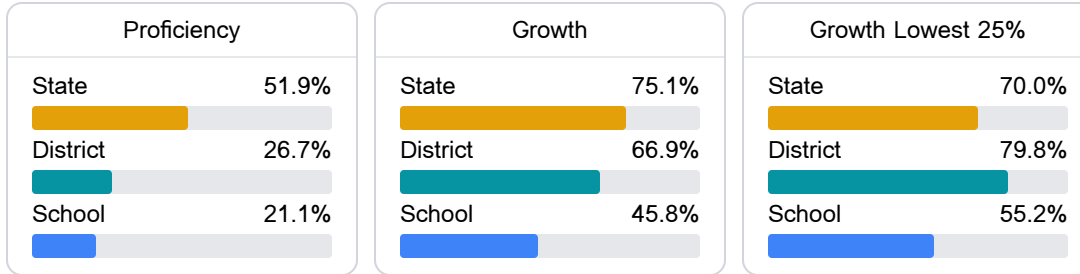 Proficiency
State 51.9%
District 26.7%
School 21.1%
Growth
State 75.1%
District 66.9%
School 45.8%
Growth Lowest 25%
State 70.0%
District 79.8%
School 55.2%